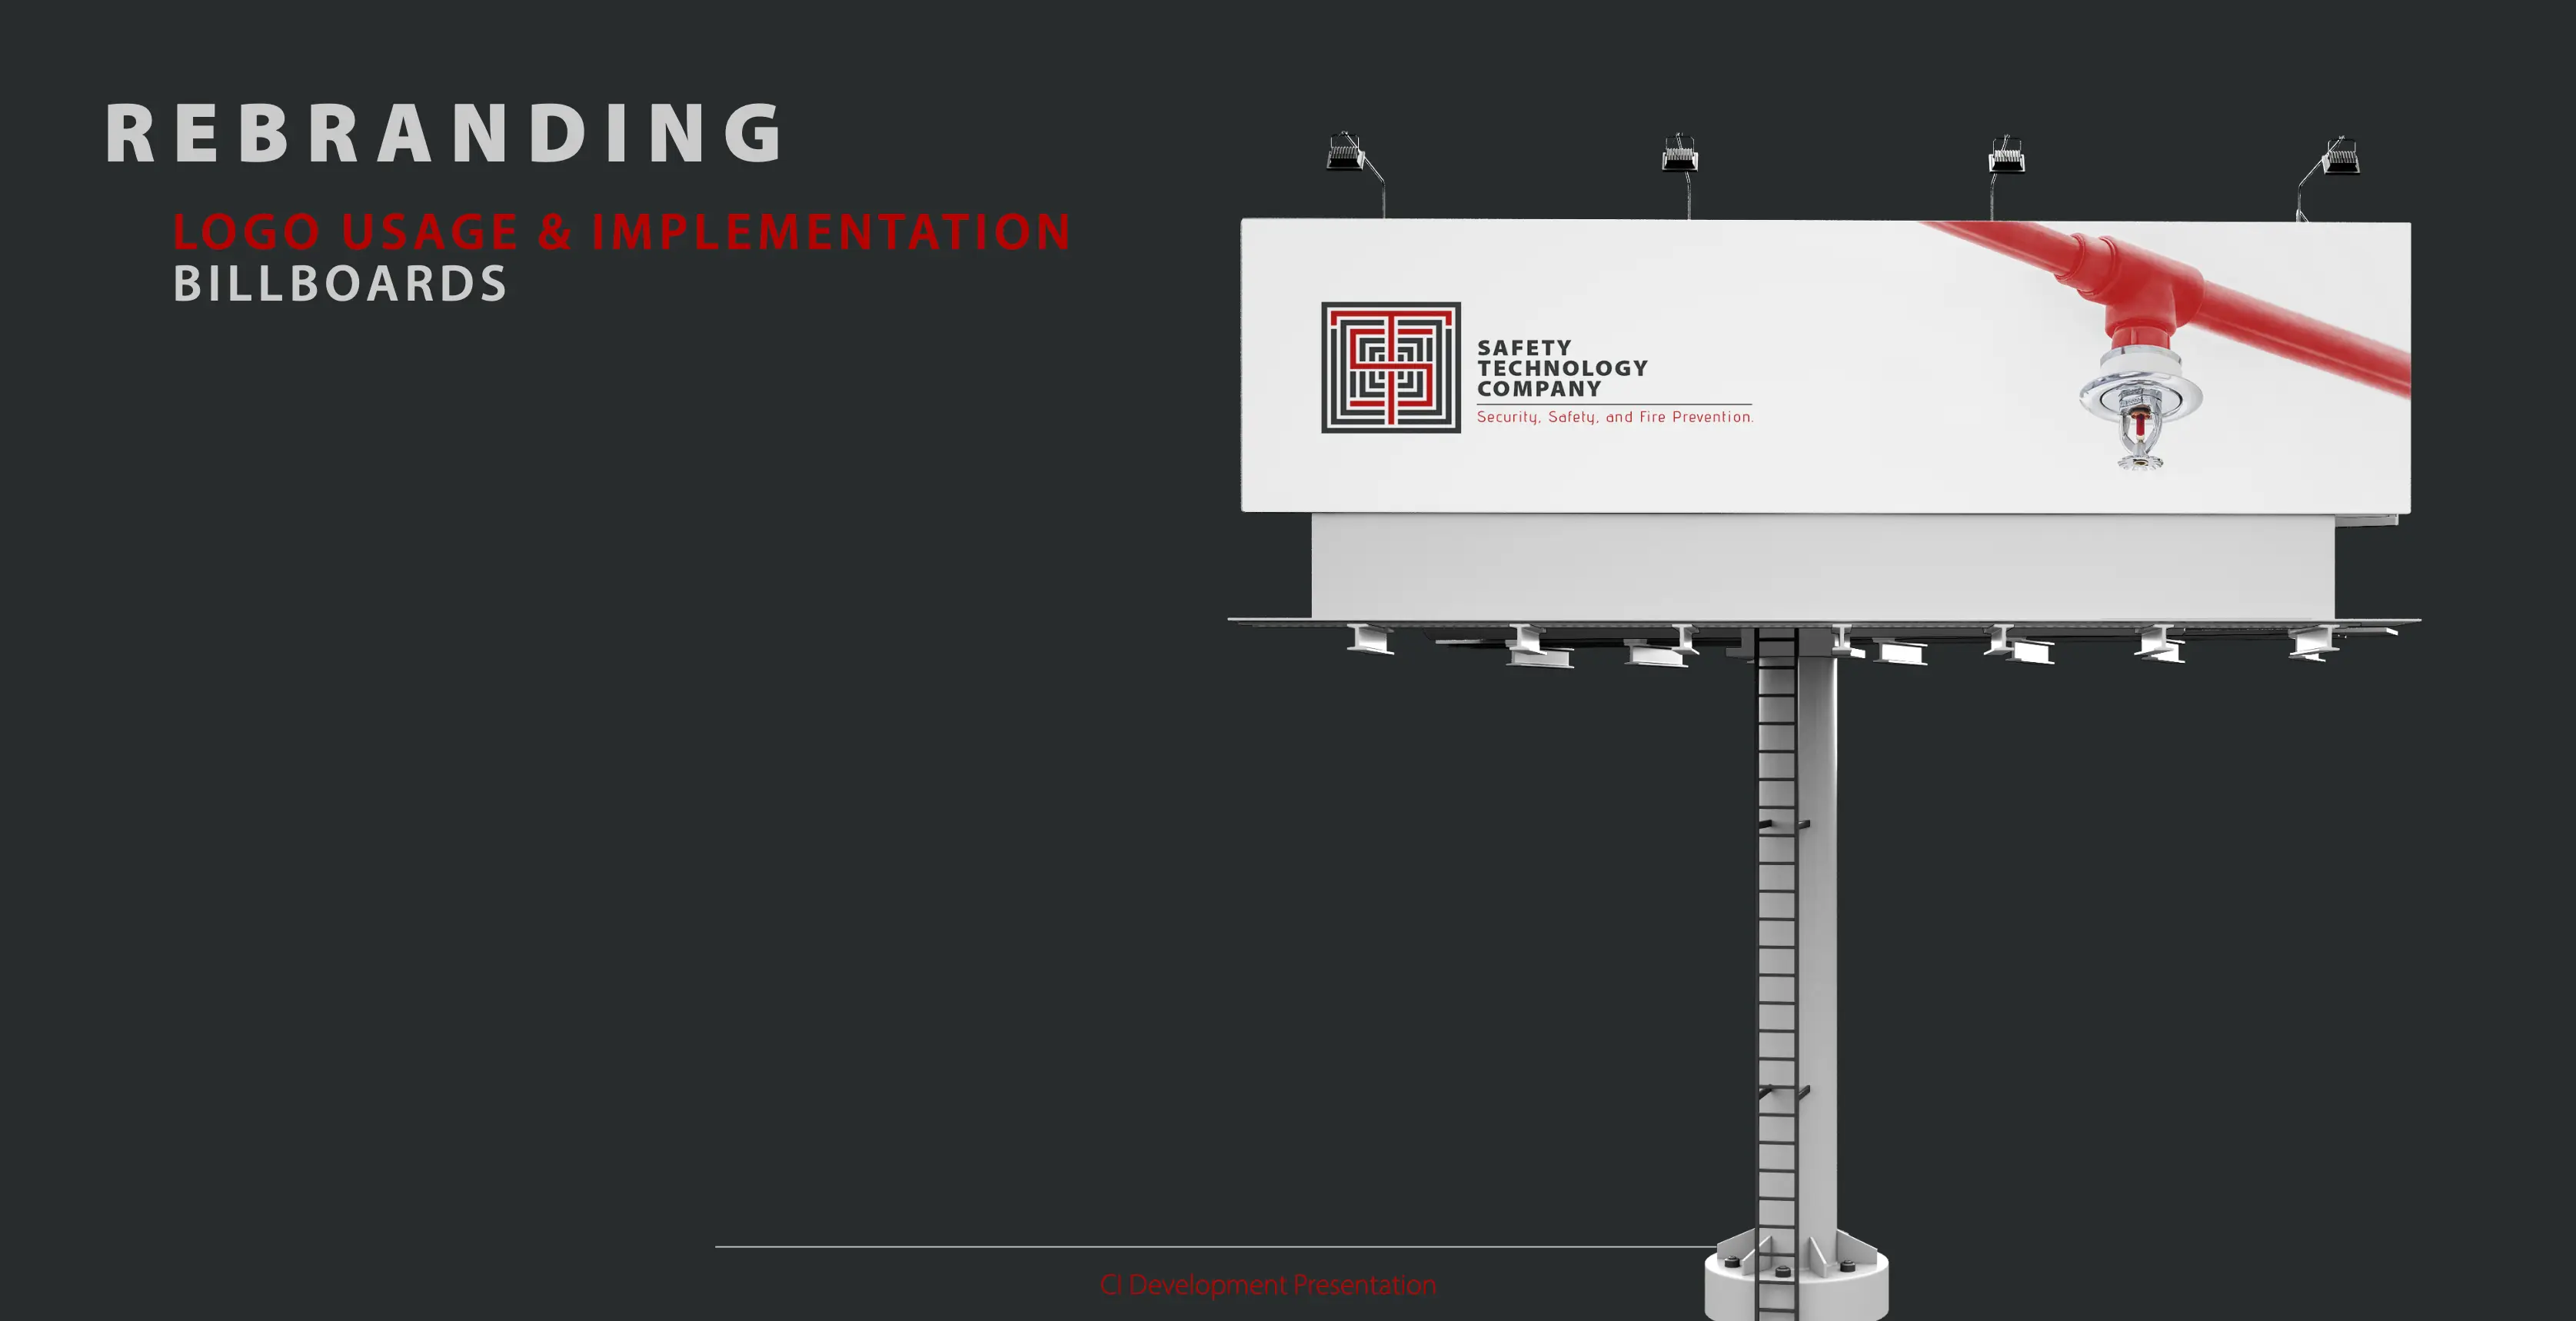 REBRANDING
LOGO USAGE & IMPLEMENTATION
BILLBOARDS
SAFETY
TECHNOLOGY
COMPANY
Security, Safety, and Fire Prevention.
CI Development Presentation